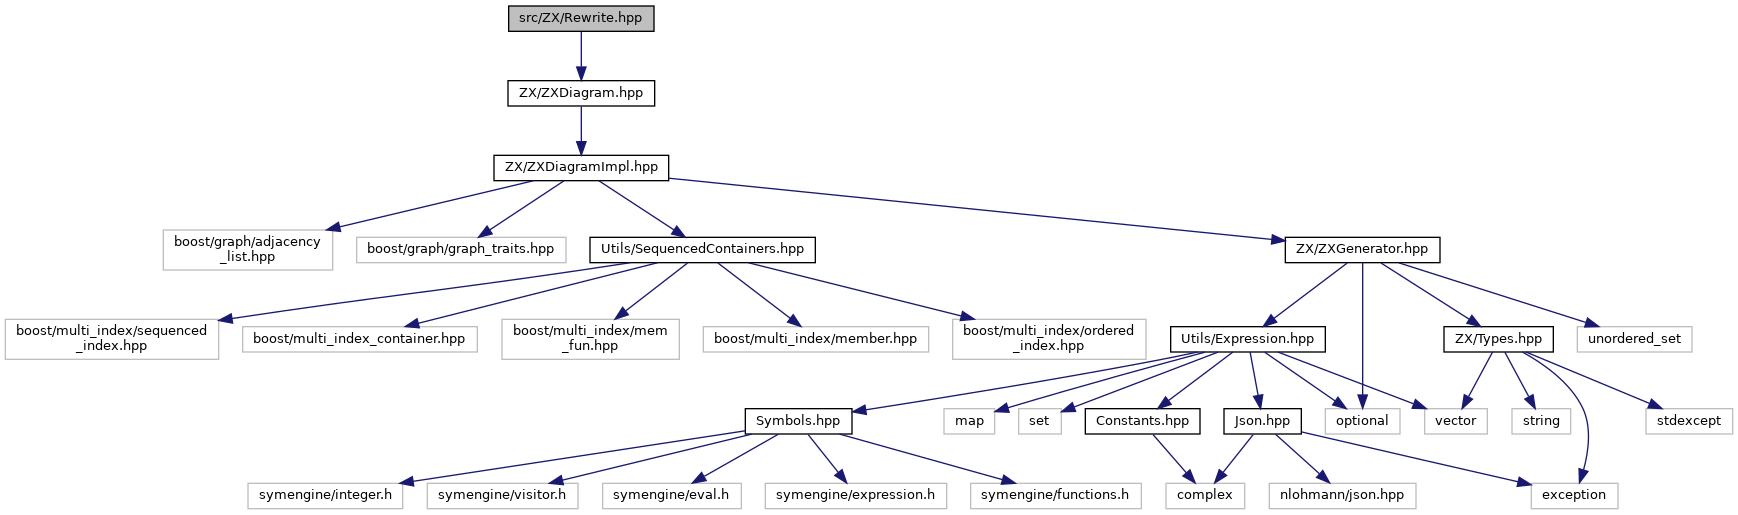 src/ZX/Rewrite.hpp
ZX/ZXDiagram.hpp
ZX/ZXDiagramImpl.hpp
boost/graph/adjacency
_list.hpp
boost/graph/graph_traits.hpp
Utils/SequencedContainers.hpp
ZX/ZXGenerator.hpp
boost/multi_index/sequenced
_index.hpp
boost/multi_index_container.hpp
boost/multi_index/mem
_fun.hpp
boost/multi_index/member.hpp
boost/multi_index/ordered
_index.hpp
Utils/Expression.hpp
ZX/Types.hpp
unordered_set
Symbols.hpp
map
set
Constants.hpp
Json.hpp
optional
vector
string
stdexcept
symengine/integer.h
symengine/visitor.h
symengine/eval.h
symengine/expression.h
symengine/functions.h
complex
nlohmann/json.hpp
exception